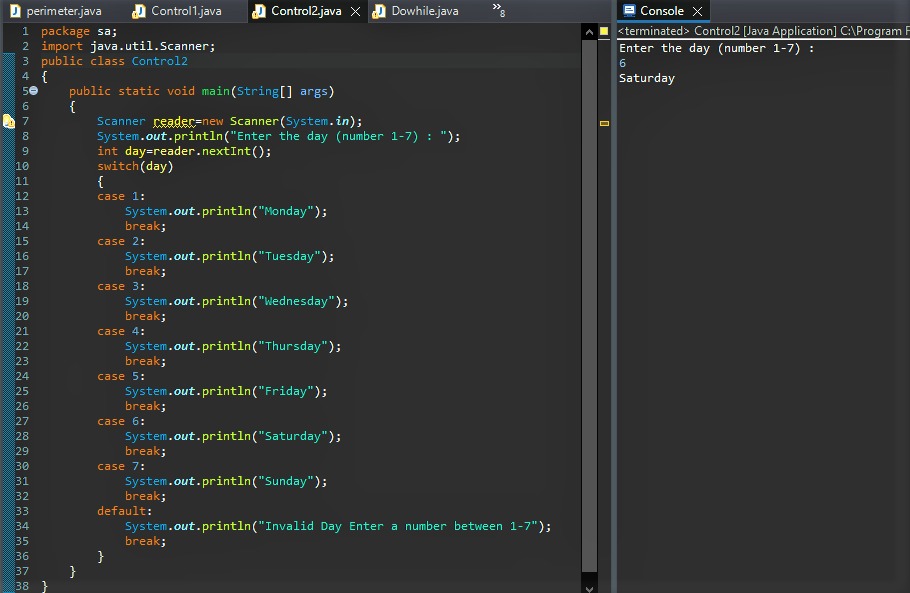 perimeter.java Control1.java Control2.java Dowhile.java 8
1 package sa;
2 import java.util.Scanner;
3 public class Control2
4 {
5 public static void main(String[] args)
6 {
7 Scanner reader=new Scanner(System.in);
8 System.out.println("Enter the day (number 1-7) : ");
9 int day=reader.nextInt();
10 switch(day)
11 {
12 case 1:
13 System.out.println("Monday");
14 break;
15 case 2:
16 System.out.println("Tuesday");
17 break;
18 case 3:
19 System.out.println("Wednesday");
20 break;
21 case 4:
22 System.out.println("Thursday");
23 break;
24 case 5:
25 System.out.println("Friday");
26 break;
27 case 6:
28 System.out.println("Saturday");
29 break;
30 case 7:
31 System.out.println("Sunday");
32 break;
33 default:
34 System.out.println("Invalid Day Enter a number between 1-7");
35 break;
36 }
37 }
38 }
Console
<terminated> Control2 [Java Application] C:\Program F
Enter the day (number 1-7) :
6
Saturday